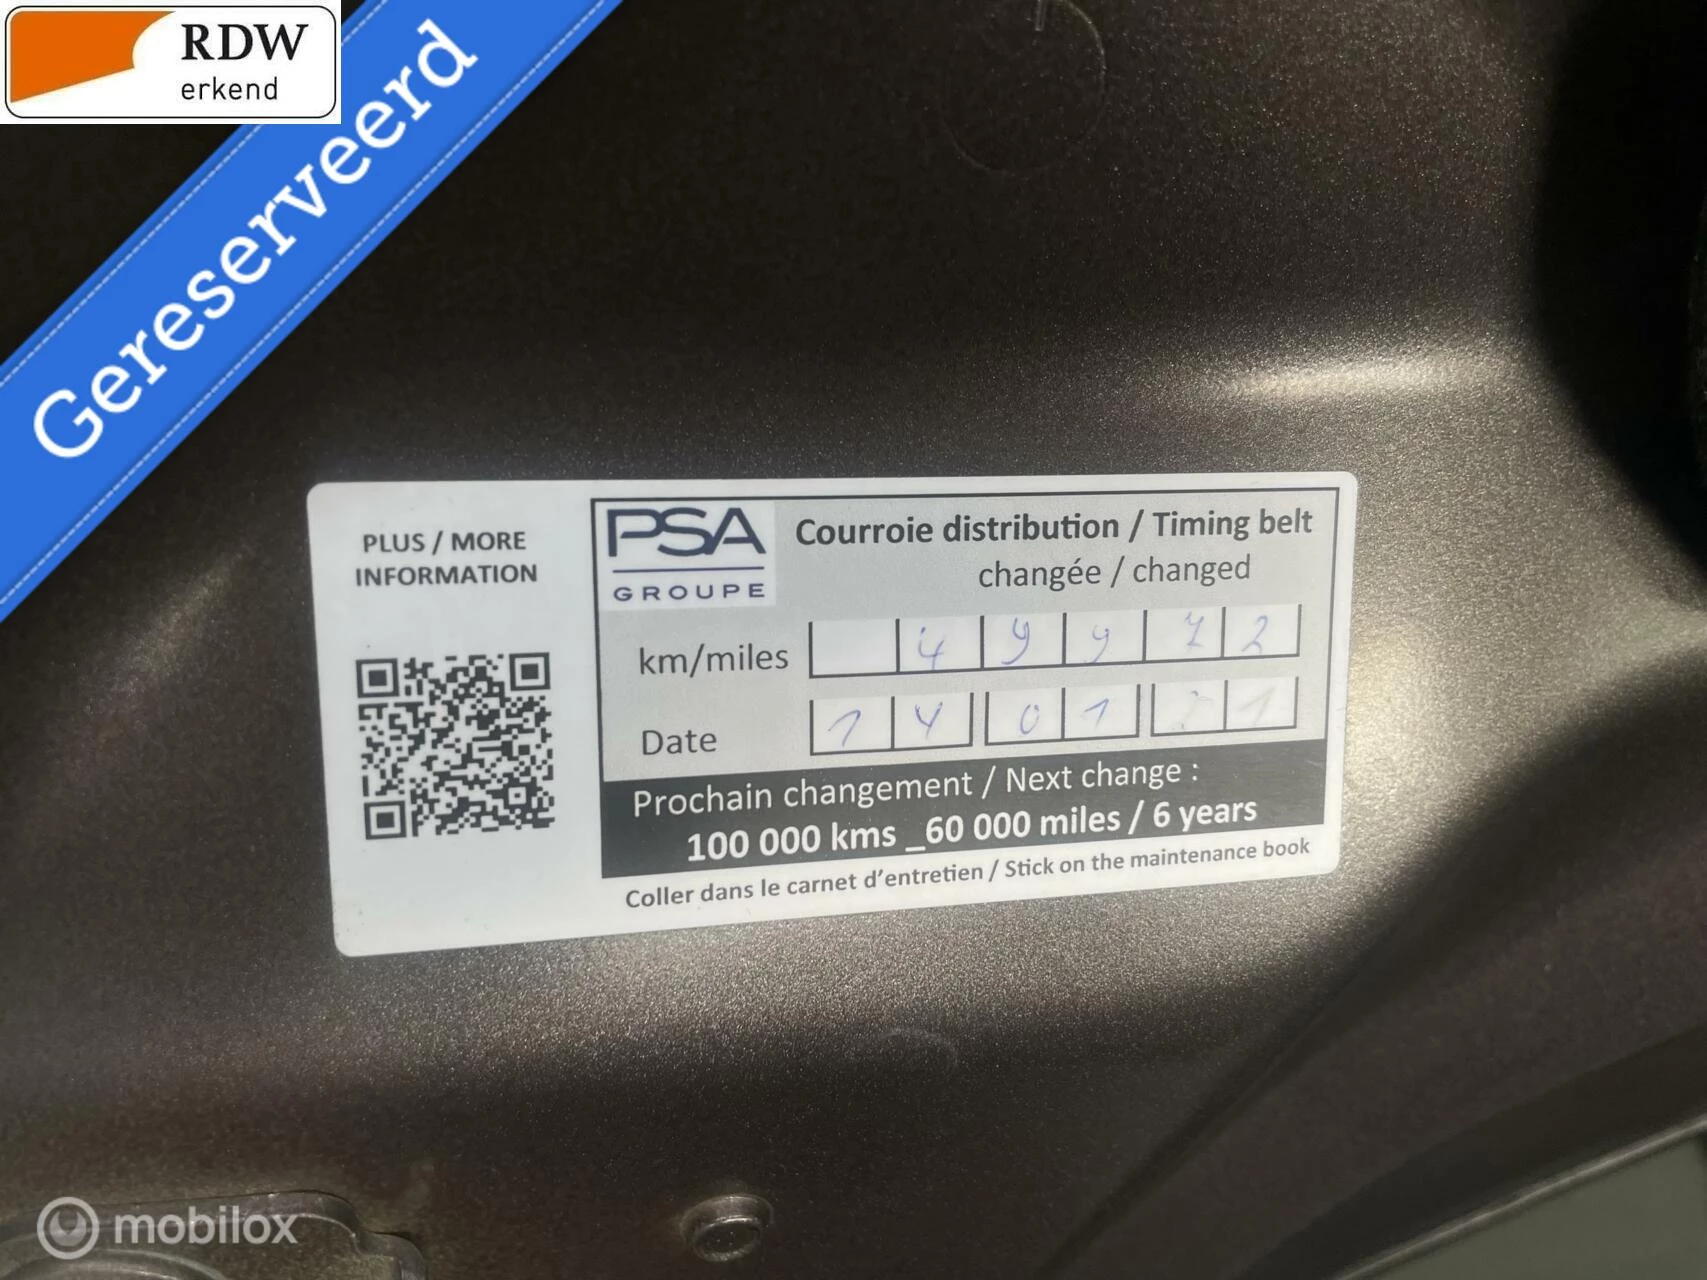 RDW
erkend
Gereserveerd
PLUS / MORE
INFORMATION
PSA
GROUPE
Courroie distribution / Timing belt
changée / changed
km/miles 4 9 9 7 2
Date 1 4 0 1 2 1
Prochain changement / Next change :
100 000 kms _60 000 miles / 6 years
Coller dans le carnet d'entretien / Stick on the maintenance book
mobilox